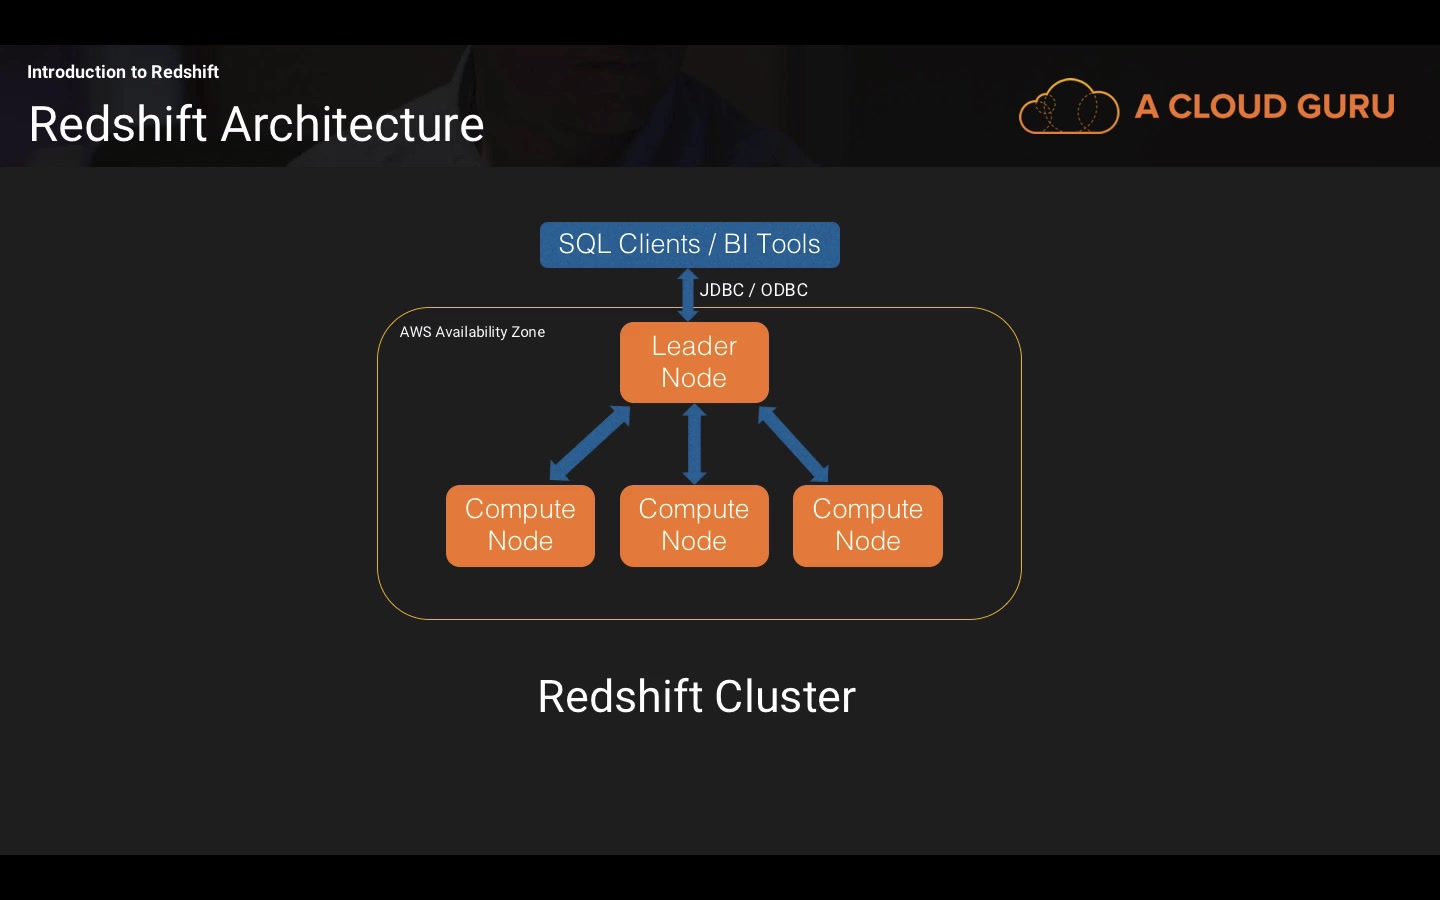 Introduction to Redshift
Redshift Architecture
A CLOUD GURU
SQL Clients / BI Tools
JDBC / ODBC
AWS Availability Zone
Leader
Node
Compute
Node
Compute
Node
Compute
Node
Redshift Cluster